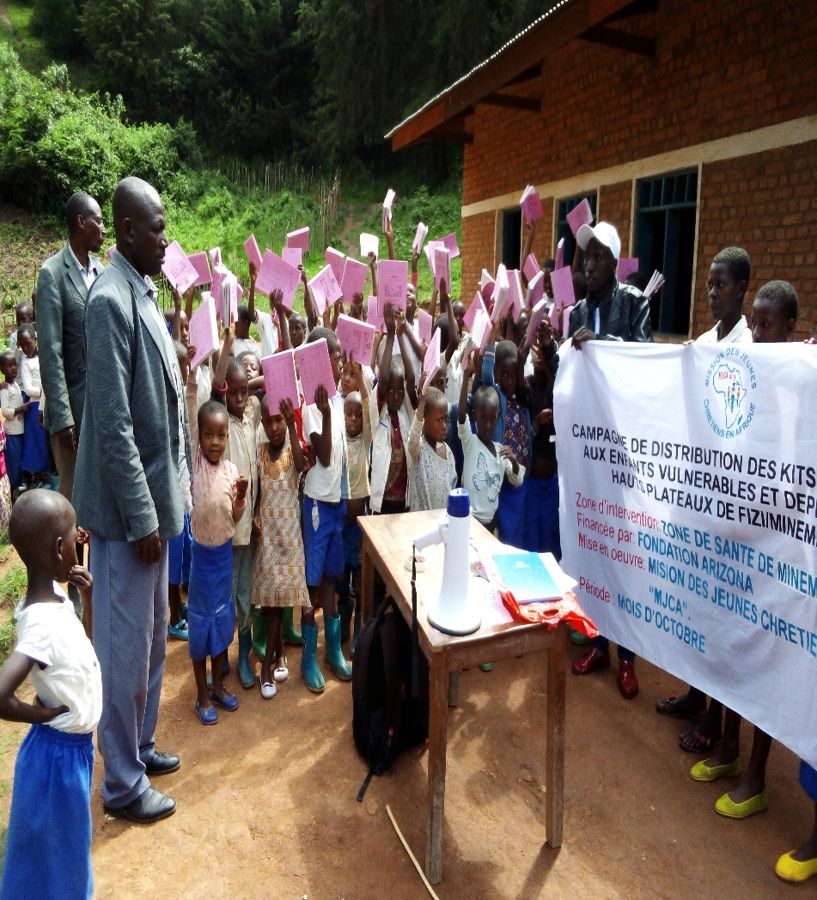 MISSION DES JEUNES
CHRETIENS EN AFRIQUE
CAMPAGNE DE DISTRIBUTION DES KITS
AUX ENFANTS VULNERABLES ET DEP
HAUTS PLATEAUX DE FIZI/MINEM
Zone d'intervention: ZONE DE SANTE DE MINEM
Financée par: FONDATION ARIZONA
Mise en oeuvre: MISION DES JEUNES CHRETIE
"MJCA".
Période : MOIS D'OCTOBRE